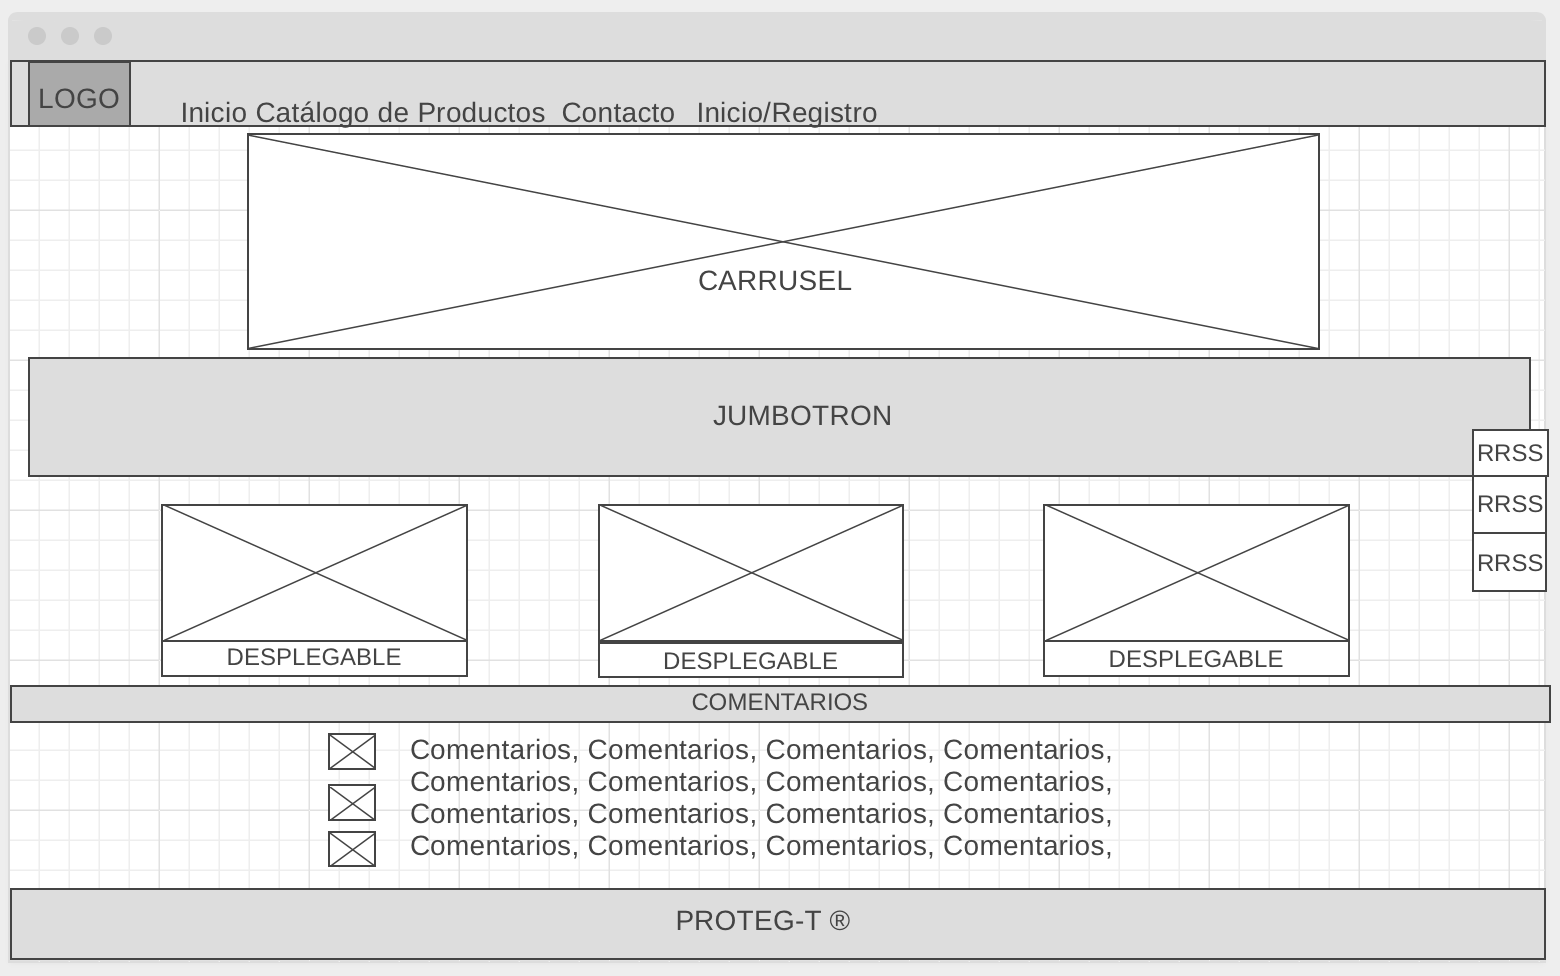 LOGO
Inicio Catálogo de Productos Contacto Inicio/Registro
CARRUSEL
JUMBOTRON
RRSS
RRSS
RRSS
DESPLEGABLE
DESPLEGABLE
DESPLEGABLE
COMENTARIOS
Comentarios, Comentarios, Comentarios, Comentarios,
Comentarios, Comentarios, Comentarios, Comentarios,
Comentarios, Comentarios, Comentarios, Comentarios,
Comentarios, Comentarios, Comentarios, Comentarios,
PROTEG-T ®